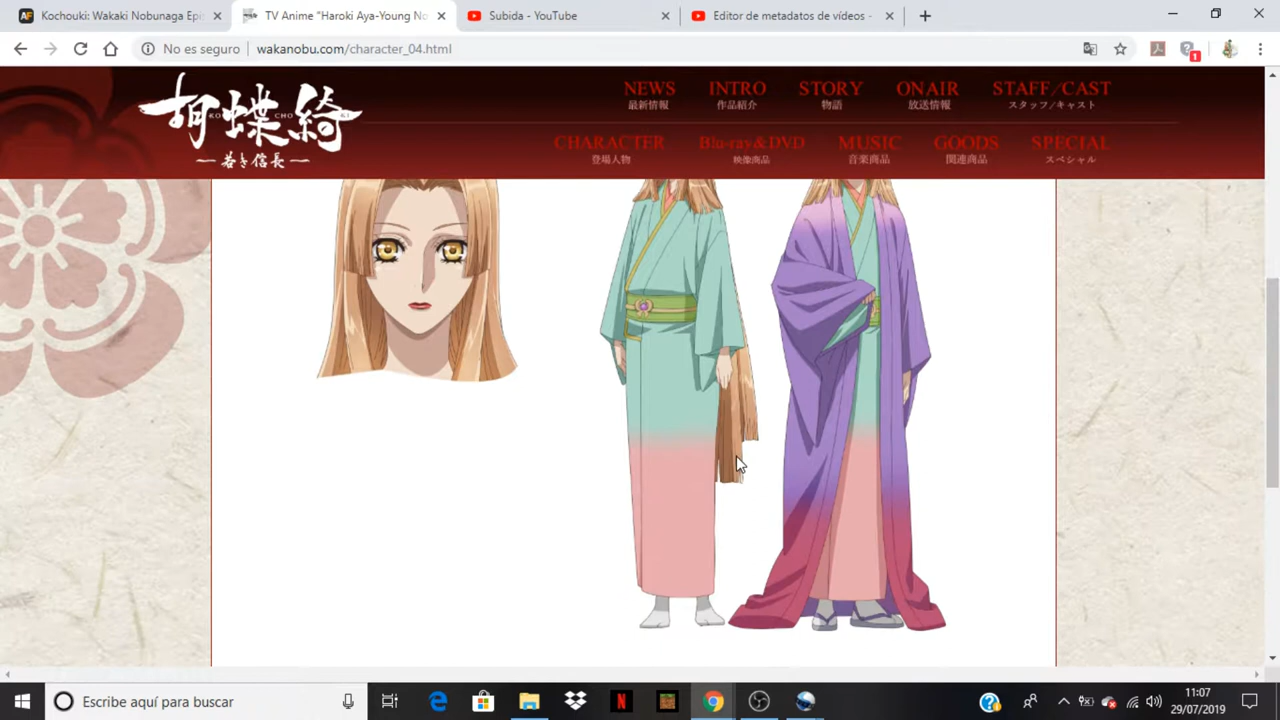 Kochouki: Wakaki Nobunaga Epi
TV Anime "Haroki Aya-Young No
Subida - YouTube
Editor de metadatos de vídeos -
No es seguro
wakanobu.com/character_04.html
1
胡蝶綺
KO CHO KI
若き信長
NEWS
最新情報
INTRO
作品紹介
STORY
物語
ONAIR
放送情報
STAFF/CAST
スタッフ/キャスト
CHARACTER
登場人物
Blu-ray&DVD
映像商品
MUSIC
音楽商品
GOODS
関連商品
SPECIAL
スペシャル
Escribe aquí para buscar
11:07
29/07/2019